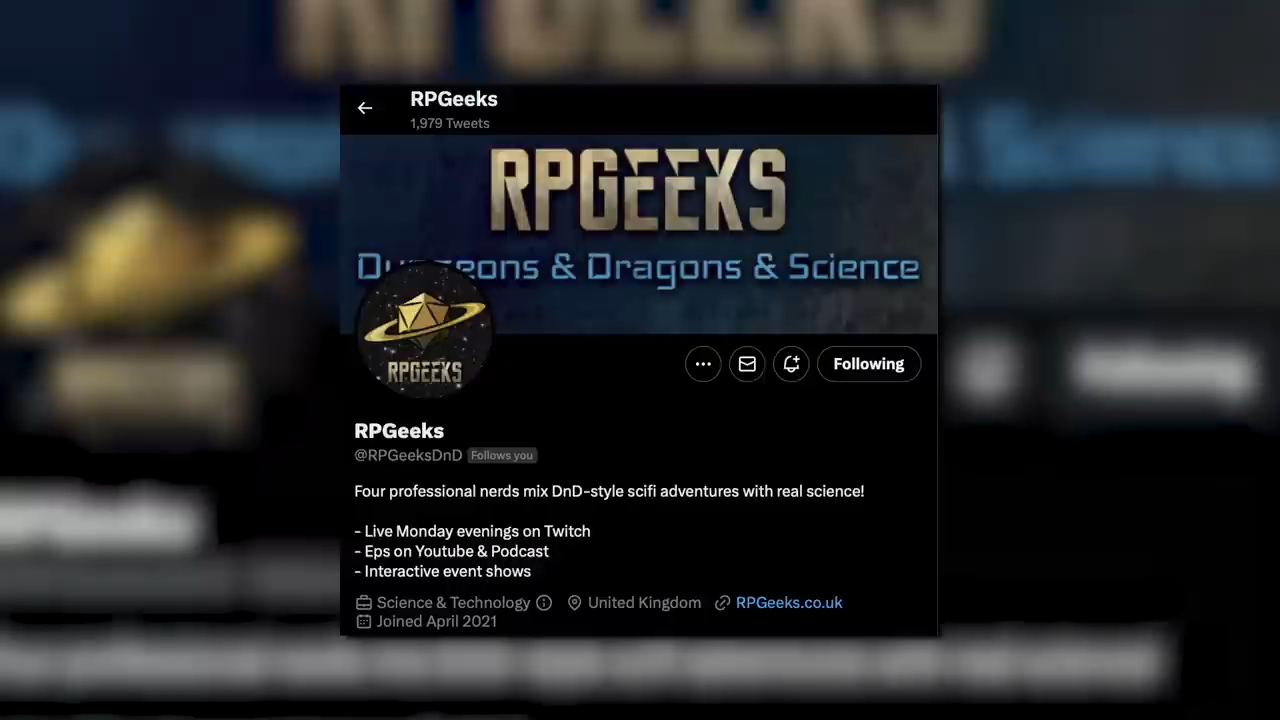 RPGeeks
1,979 Tweets
RPGEEKS
Dungeons & Dragons & Science
RPGEEKS
Following
RPGeeks
@RPGeeksDnD Follows you
Four professional nerds mix DnD-style scifi adventures with real science!
- Live Monday evenings on Twitch
- Eps on Youtube & Podcast
- Interactive event shows
Science & Technology United Kingdom RPGeeks.co.uk
Joined April 2021